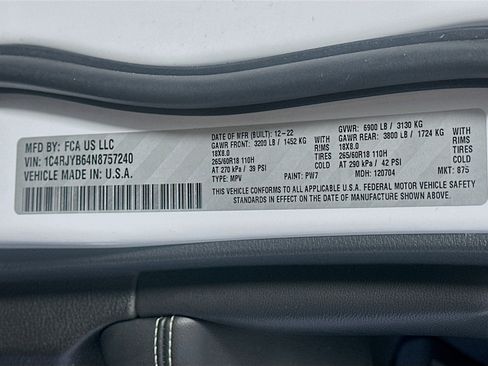 MFD BY: FCA US LLC
VIN: 1C4RJYB64N8757240
VEHICLE MADE IN: U.S.A.
DATE OF MFR (BUILT): 12-22
GVWR: 6900 LB / 3130 KG
GAWR FRONT: 3200 LB / 1452 KG
GAWR REAR: 3800 LB / 1724 KG
18X8.0 RIMS
18X8.0 RIMS
265/60R18 110H TIRES
265/60R18 110H TIRES
AT 270 kPa / 39 PSI COLD
AT 290 kPa / 42 PSI COLD
TYPE: MPV PAINT: PW7 MDH: 120704 MKT: 875
THIS VEHICLE CONFORMS TO ALL APPLICABLE U.S.A. FEDERAL MOTOR VEHICLE SAFETY
STANDARDS IN EFFECT ON THE DATE OF MANUFACTURE SHOWN ABOVE.